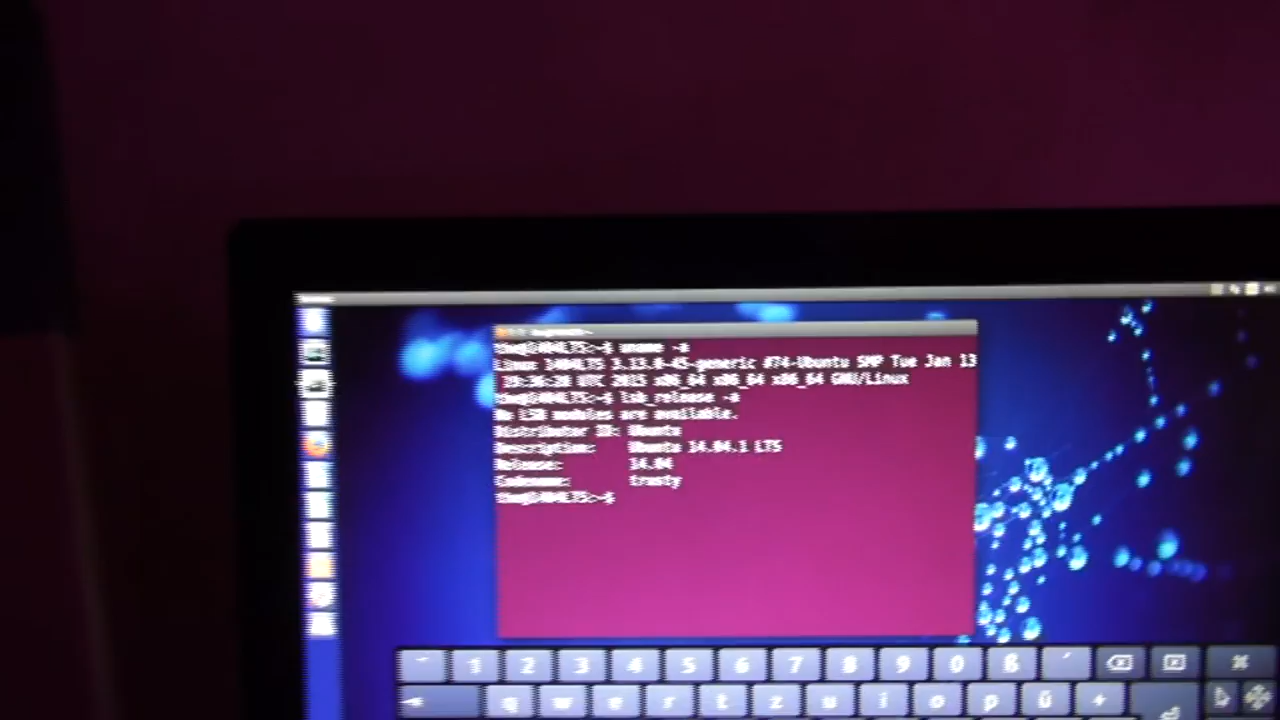 uname -a
Linux 1404LTS 3.13.0-45-generic #74-Ubuntu SMP Tue Jan 13
19:36:28 UTC 2015 x86_64 x86_64 x86_64 GNU/Linux
lsb_release -a
No LSB modules are available.
Distributor ID: Ubuntu
Description: Ubuntu 14.04.1 LTS
Release: 14.04
Codename: trusty
1 2 3 4 5 6 7 8 9 0 ß ´
q w e r t z u i o p ü +